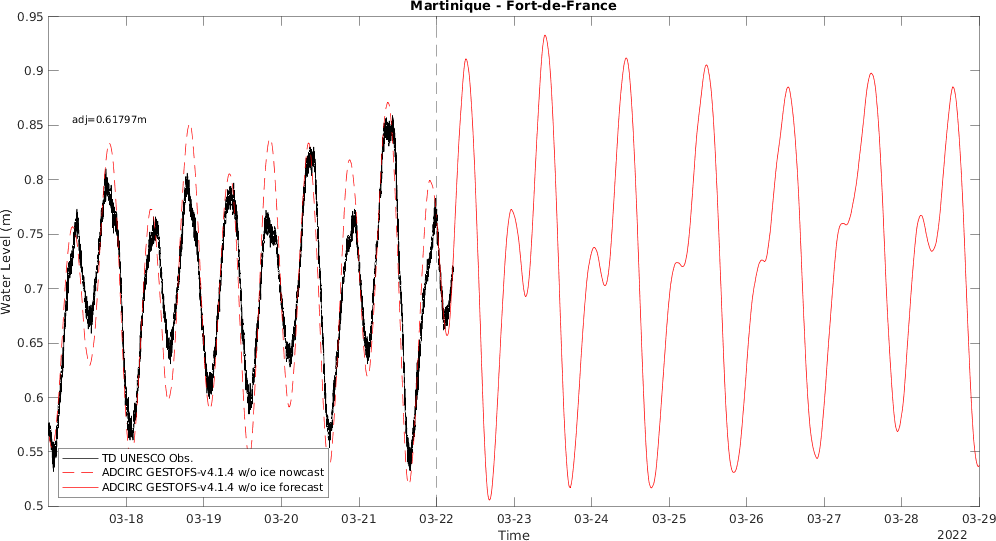 Martinique - Fort-de-France
0.95
0.9
0.85
0.8
0.75
0.7
0.65
0.6
0.55
0.5
Water Level (m)
adj=0.61797m
TD UNESCO Obs.
ADCIRC GESTOFS-v4.1.4 w/o ice nowcast
ADCIRC GESTOFS-v4.1.4 w/o ice forecast
03-18 03-19 03-20 03-21 03-22 03-23 03-24 03-25 03-26 03-27 03-28 03-29
Time
2022